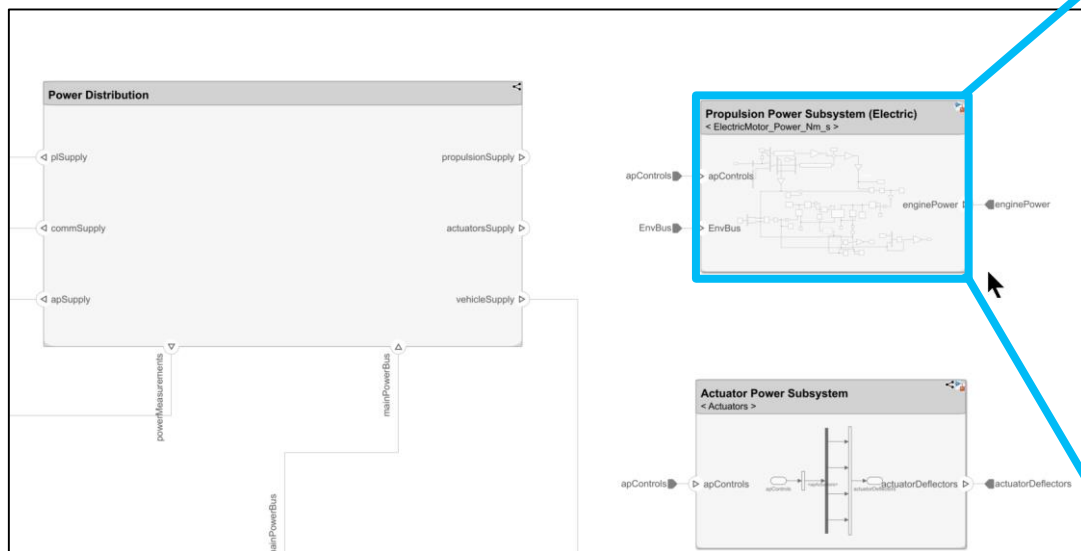 Power Distribution
plSupply
commSupply
apSupply
propulsionSupply
actuatorsSupply
vehicleSupply
powerMeasurements
mainPowerBus
mainPowerBus
Propulsion Power Subsystem (Electric)
< ElectricMotor_Power_Nm_s >
apControls
apControls
EnvBus
EnvBus
enginePower
enginePower
Actuator Power Subsystem
< Actuators >
apControls
apControls
apControls
actuatorDeflectors
actuatorDeflectors